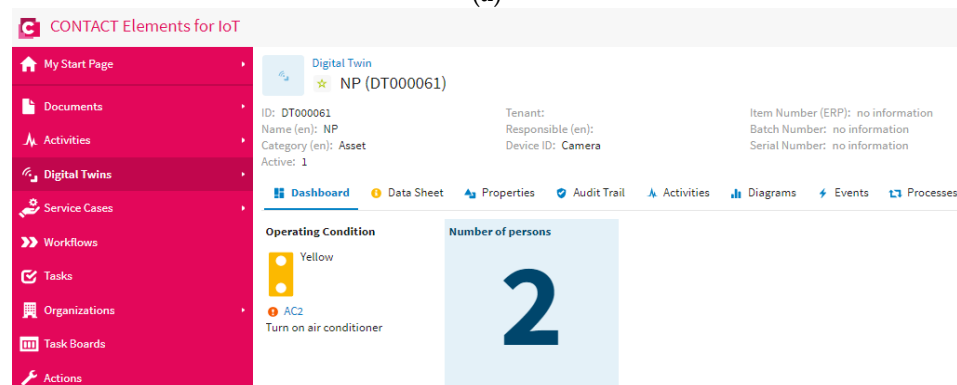 (a)
CONTACT Elements for IoT
My Start Page
Documents
Activities
Digital Twins
Service Cases
Workflows
Tasks
Organizations
Task Boards
Actions
Digital Twin
NP (DT000061)
ID: DT000061
Name (en): NP
Category (en): Asset
Active: 1
Tenant:
Responsible (en):
Device ID: Camera
Item Number (ERP): no information
Batch Number: no information
Serial Number: no information
Dashboard Data Sheet Properties Audit Trail Activities Diagrams Events Processes
Operating Condition
Yellow
AC2
Turn on air conditioner
Number of persons
2